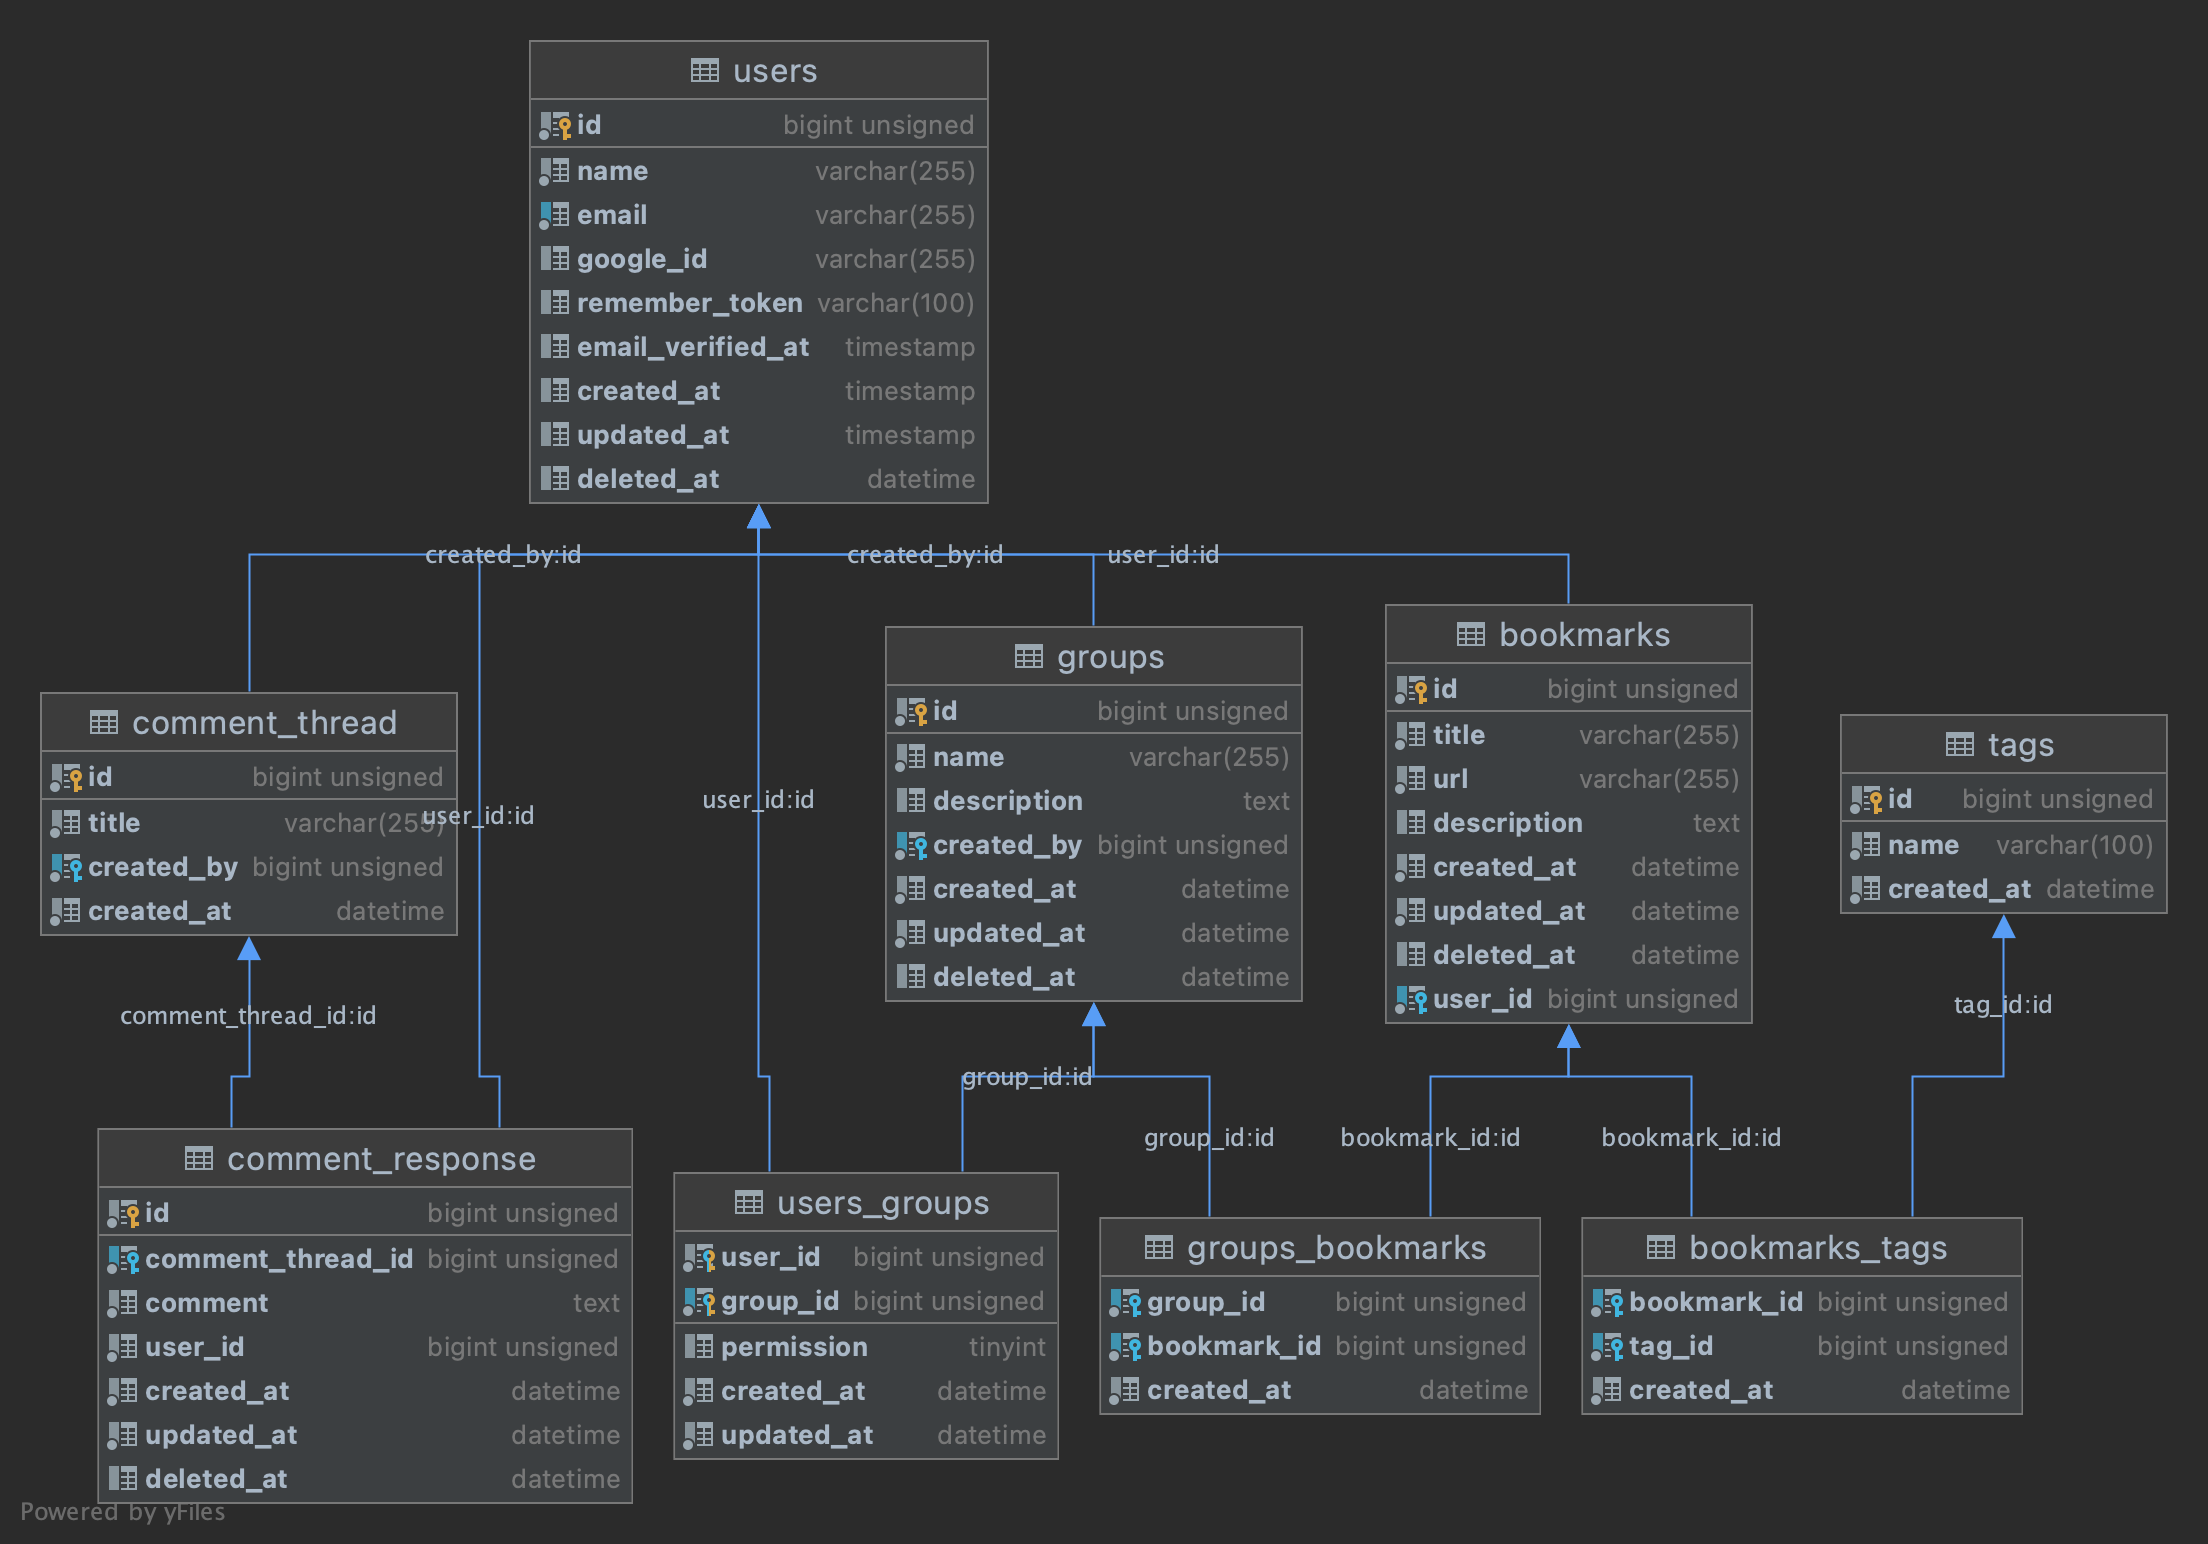 users
id bigint unsigned
name varchar(255)
email varchar(255)
google_id varchar(255)
remember_token varchar(100)
email_verified_at timestamp
created_at timestamp
updated_at timestamp
deleted_at datetime
created_by:id
created_by:id
user_id:id
user_id:id
user_id:id
comment_thread
id bigint unsigned
title varchar(255)
created_by bigint unsigned
created_at datetime
groups
id bigint unsigned
name varchar(255)
description text
created_by bigint unsigned
created_at datetime
updated_at datetime
deleted_at datetime
bookmarks
id bigint unsigned
title varchar(255)
url varchar(255)
description text
created_at datetime
updated_at datetime
deleted_at datetime
user_id bigint unsigned
tags
id bigint unsigned
name varchar(100)
created_at datetime
comment_thread_id:id
group_id:id
group_id:id
bookmark_id:id
bookmark_id:id
tag_id:id
comment_response
id bigint unsigned
comment_thread_id bigint unsigned
comment text
user_id bigint unsigned
created_at datetime
updated_at datetime
deleted_at datetime
users_groups
user_id bigint unsigned
group_id bigint unsigned
permission tinyint
created_at datetime
updated_at datetime
groups_bookmarks
group_id bigint unsigned
bookmark_id bigint unsigned
created_at datetime
bookmarks_tags
bookmark_id bigint unsigned
tag_id bigint unsigned
created_at datetime
Powered by yFiles